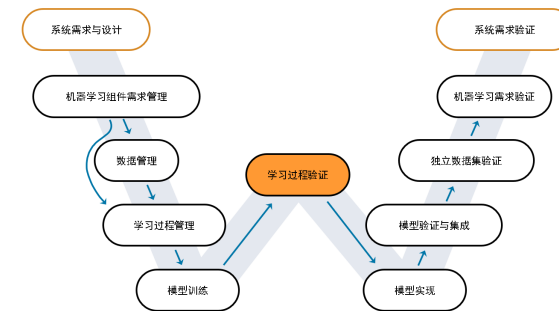 系统需求与设计
系统需求验证
机器学习组件需求管理
机器学习需求验证
数据管理
学习过程验证
独立数据集验证
学习过程管理
模型验证与集成
模型训练
模型实现